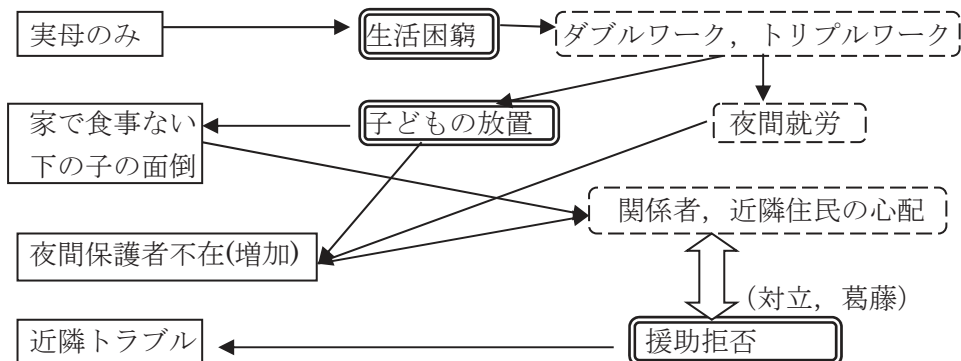 実母のみ
生活困窮
ダブルワーク，トリプルワーク
家で食事ない
下の子の面倒
子どもの放置
夜間就労
関係者，近隣住民の心配
夜間保護者不在(増加)
(対立，葛藤)
近隣トラブル
援助拒否